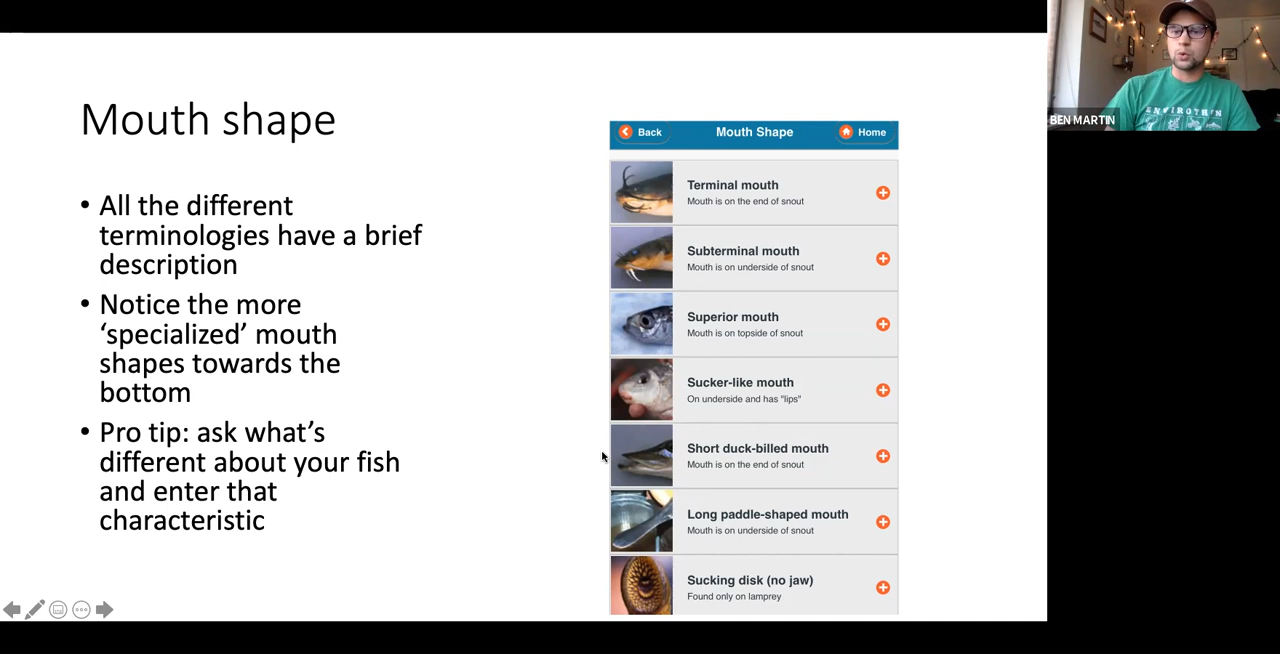 Mouth shape
• All the different
terminologies have a brief
description
• Notice the more
‘specialized’ mouth
shapes towards the
bottom
• Pro tip: ask what’s
different about your fish
and enter that
characteristic
Back
Mouth Shape
Home
Terminal mouth
Mouth is on the end of snout
Subterminal mouth
Mouth is on underside of snout
Superior mouth
Mouth is on topside of snout
Sucker-like mouth
On underside and has "lips"
Short duck-billed mouth
Mouth is on the end of snout
Long paddle-shaped mouth
Mouth is on underside of snout
Sucking disk (no jaw)
Found only on lamprey
ENVIROTHON
BEN MARTIN